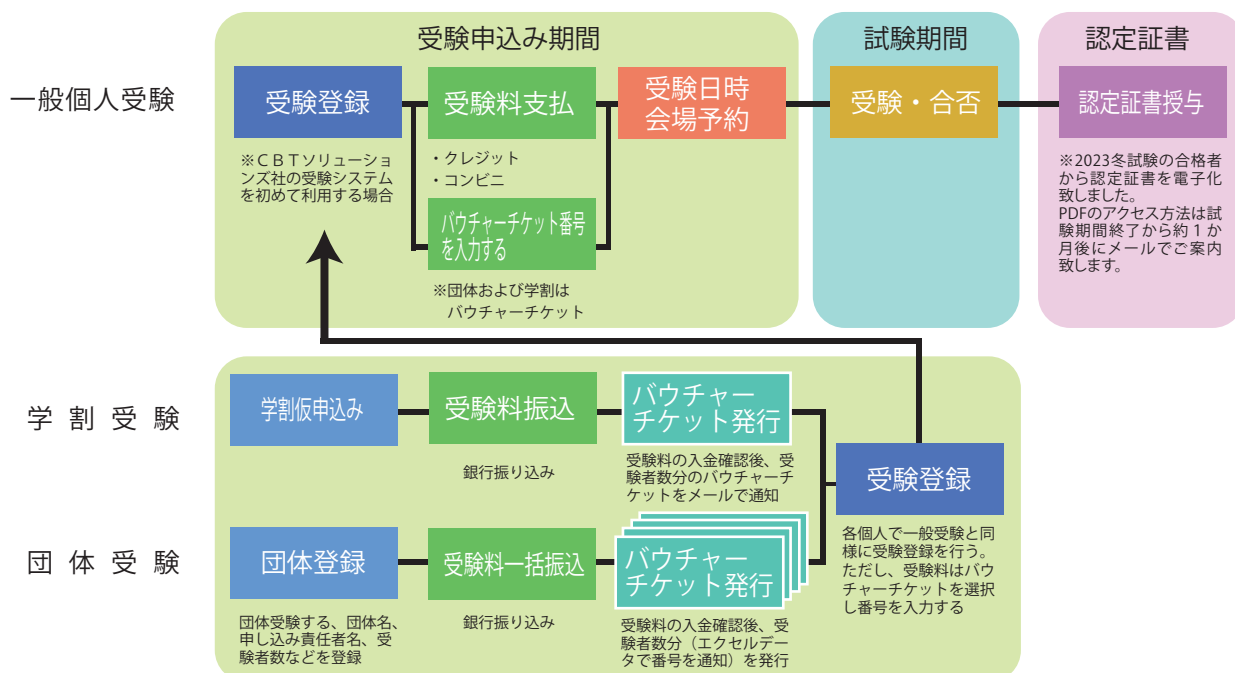 受験申込み期間
試験期間
認定証書
一般個人受験
受験登録
受験料支払
受験日時
会場予約
受験・合否
認定証書授与
※ＣＢＴソリューショ
ンズ社の受験システム
を初めて利用する場合
・クレジット
・コンビニ
バウチャーチケット番号
を入力する
※団体および学割は
バウチャーチケット
※2023冬試験の合格者
から認定証書を電子化
致しました。
PDFのアクセス方法は試
験期間終了から約１か
月後にメールでご案内
致します。
学割受験
学割仮申込み
受験料振込
バウチャー
チケット発行
銀行振り込み
受験料の入金確認後、受
験者数分のバウチャーチ
ケットをメールで通知
受験登録
各個人で一般受験と同
様に受験登録を行う。
ただし、受験料はバウ
チャーチケットを選択
し番号を入力する
団体受験
団体登録
受験料一括振込
バウチャー
チケット発行
団体受験する、団体名、
申し込み責任者名、受
験者数などを登録
銀行振り込み
受験料の入金確認後、受
験者数分（エクセルデー
タで番号を通知）を発行